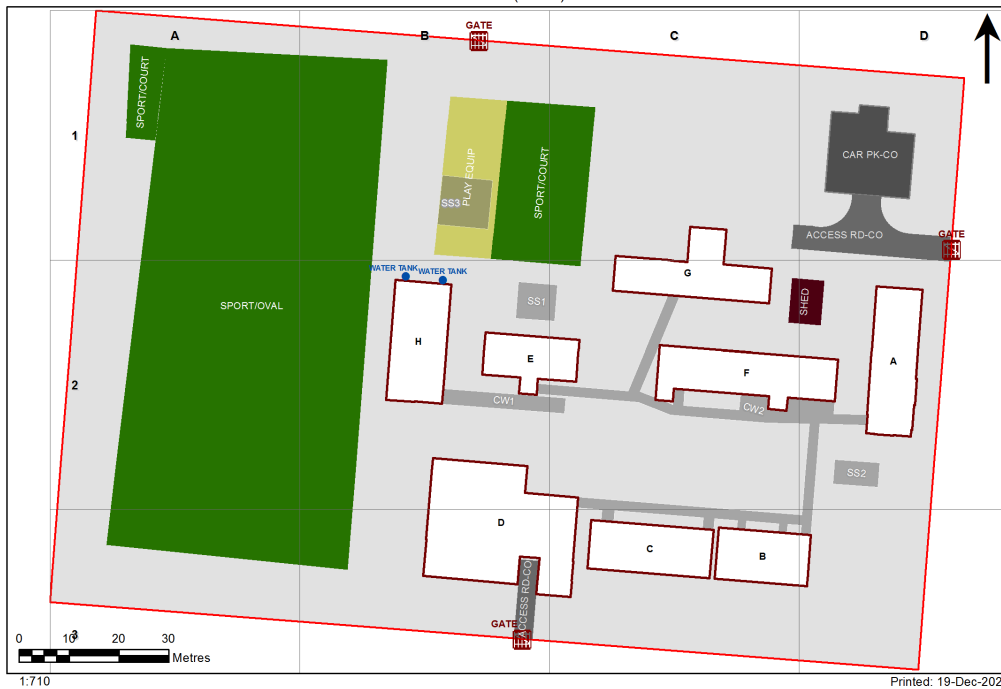 GATE
A
B
C
D
1
SPORT/COURT
PLAY EQUIP
SS3
SPORT/COURT
CAR PK-CO
ACCESS RD-CO
GATE
WATER TANK
WATER TANK
G
SPORT/OVAL
SS1
SHED
H
E
F
A
2
CW1
CW2
SS2
D
C
B
ACCESS RD-CO
GATE
3
0 10 20 30
Metres
1:710
Printed: 19-Dec-202